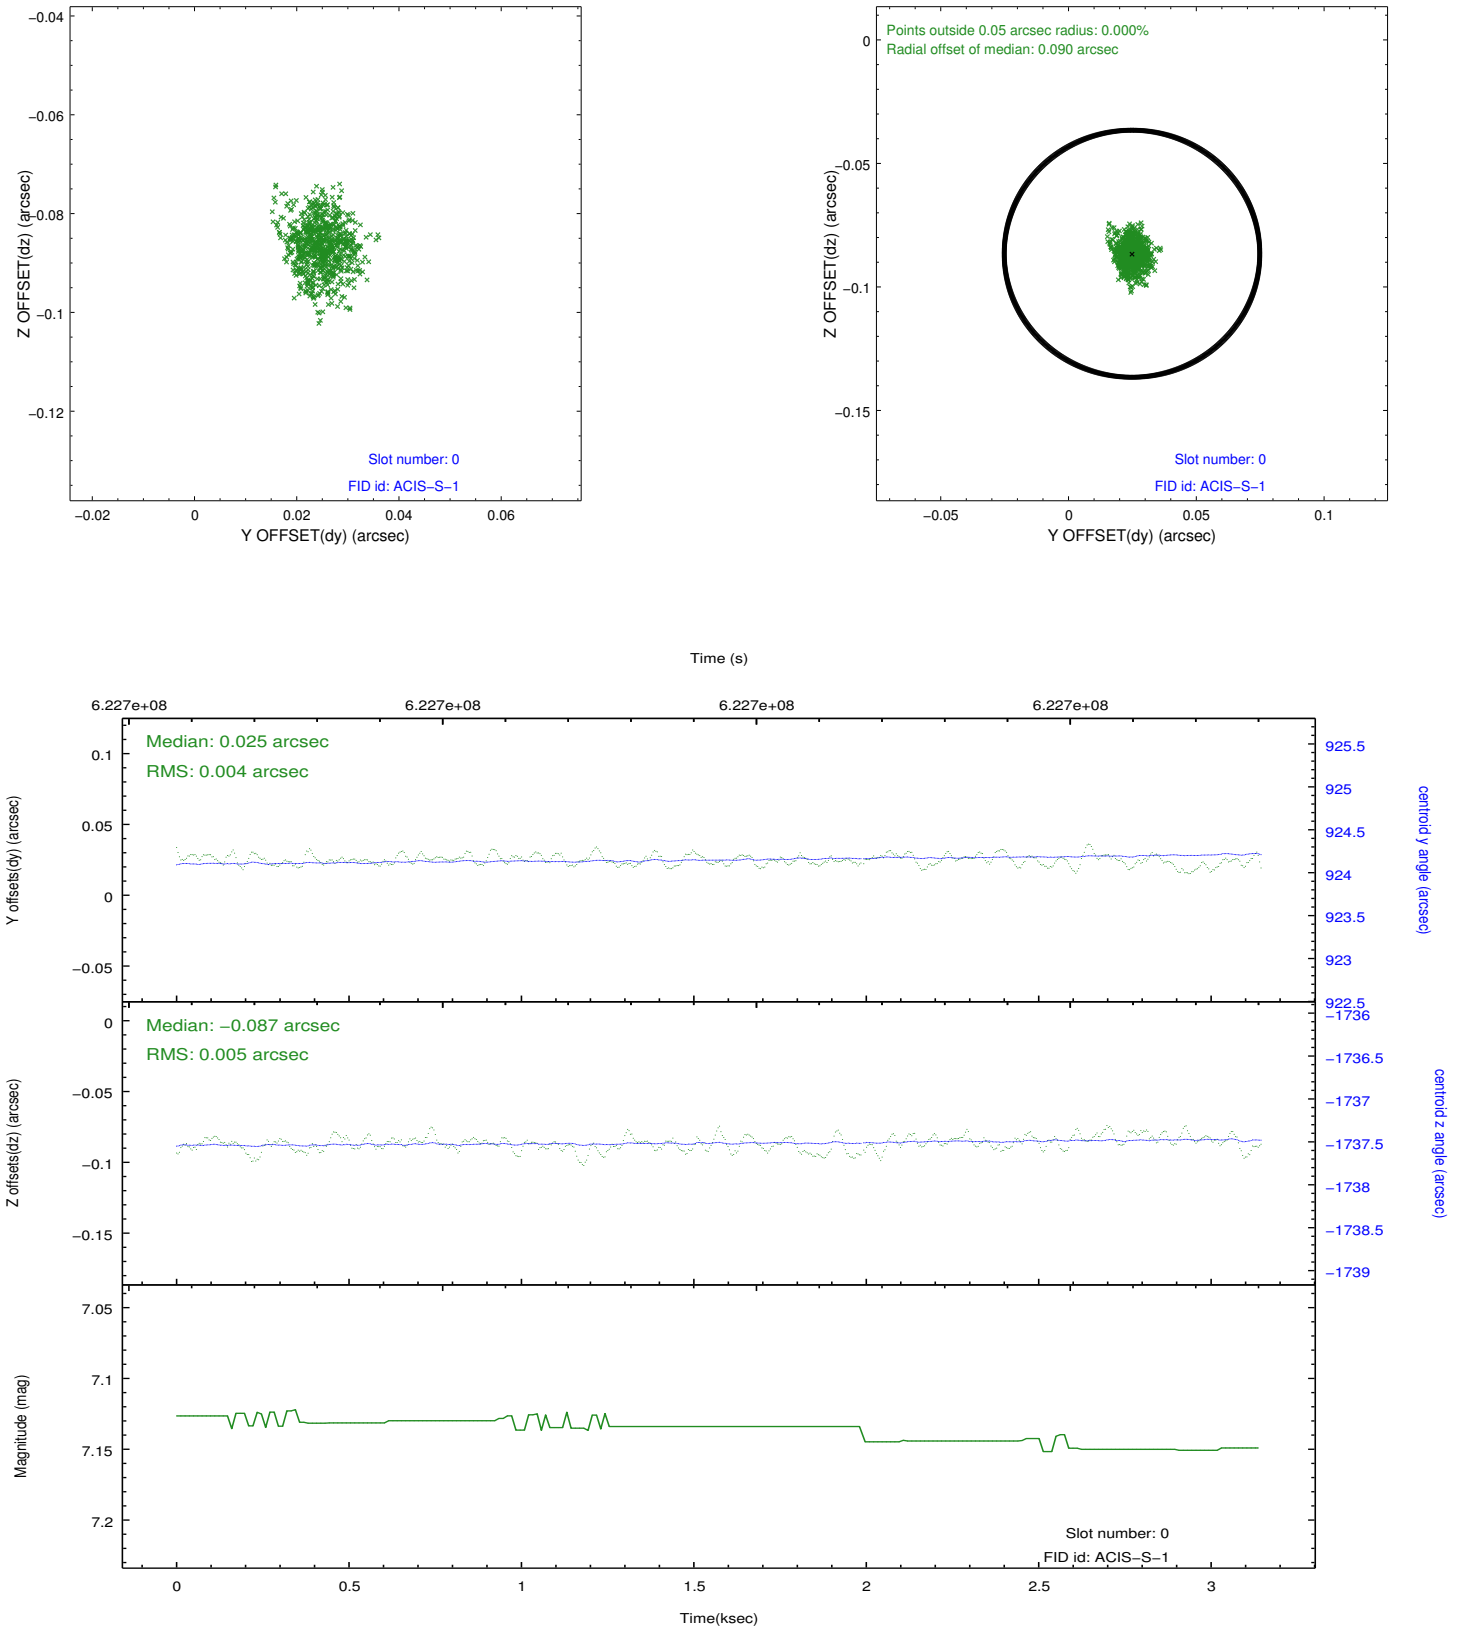 −0.04
−0.06
−0.08
−0.1
−0.12
Z OFFSET(dz) (arcsec)
Slot number: 0
FID id: ACIS−S−1
−0.02 0 0.02 0.04 0.06
Y OFFSET(dy) (arcsec)
Points outside 0.05 arcsec radius: 0.000%
Radial offset of median: 0.090 arcsec
0
−0.05
−0.1
−0.15
Z OFFSET(dz) (arcsec)
Slot number: 0
FID id: ACIS−S−1
−0.05 0 0.05 0.1
Y OFFSET(dy) (arcsec)
Time (s)
6.227e+08 6.227e+08 6.227e+08 6.227e+08
Median: 0.025 arcsec
RMS: 0.004 arcsec
0.1
0.05
0
−0.05
Y offsets(dy) (arcsec)
925.5
925
924.5
924
923.5
923
922.5
centroid y angle (arcsec)
Median: −0.087 arcsec
RMS: 0.005 arcsec
0
−0.05
−0.1
−0.15
Z offsets(dz) (arcsec)
−1736
−1736.5
−1737
−1737.5
−1738
−1738.5
−1739
centroid z angle (arcsec)
7.05
7.1
7.15
7.2
Magnitude (mag)
Slot number: 0
FID id: ACIS−S−1
0 0.5 1 1.5 2 2.5 3
Time(ksec)